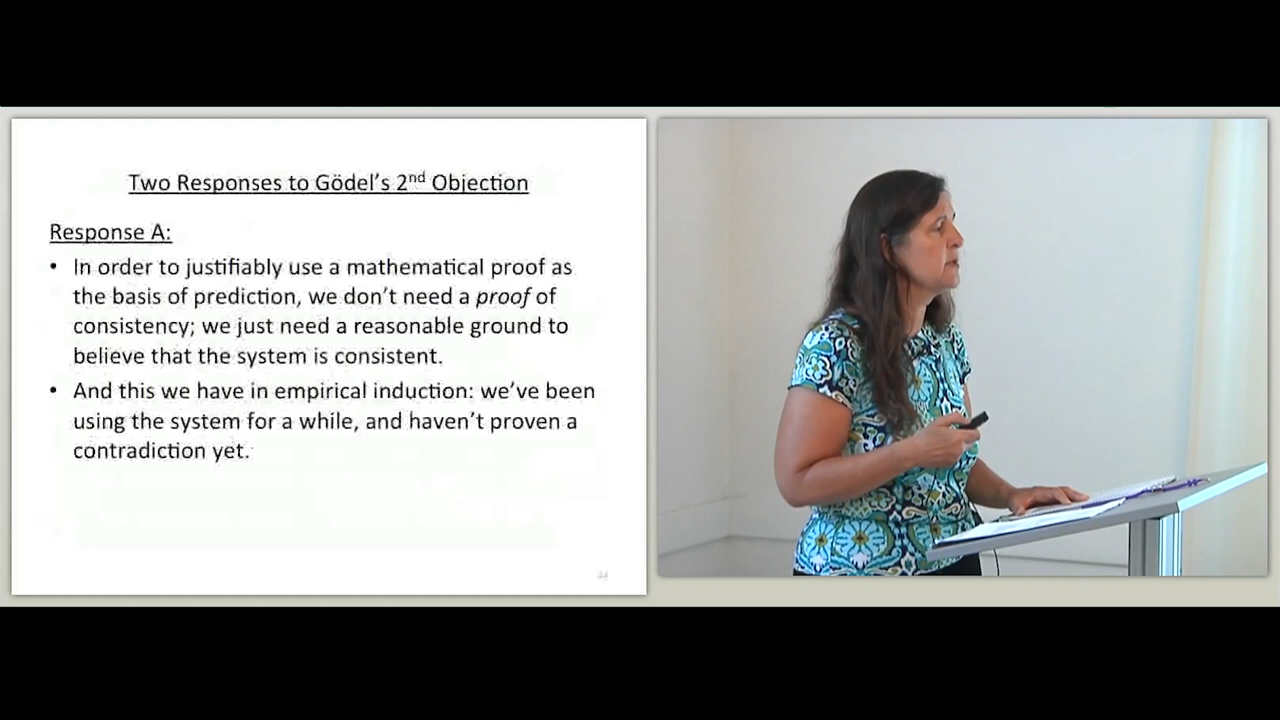 Two Responses to Gödel's 2nd Objection
Response A:
• In order to justifiably use a mathematical proof as
the basis of prediction, we don't need a proof of
consistency; we just need a reasonable ground to
believe that the system is consistent.
• And this we have in empirical induction: we've been
using the system for a while, and haven't proven a
contradiction yet.